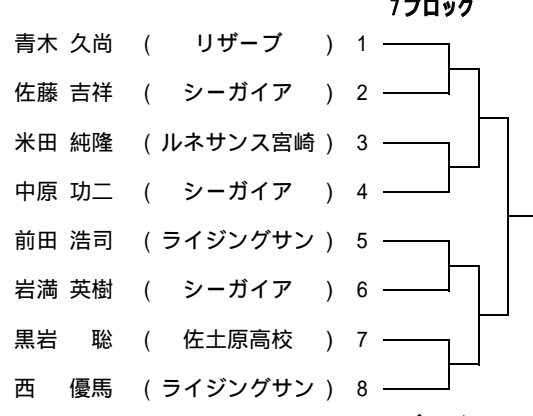 7ブロック
青木 久尚 ( リザーブ ) 1
佐藤 吉祥 ( シーガイア ) 2
米田 純隆 ( ルネサンス宮崎 ) 3
中原 功二 ( シーガイア ) 4
前田 浩司 ( ライジングサン ) 5
岩満 英樹 ( シーガイア ) 6
黒岩 聡 ( 佐土原高校 ) 7
西 優馬 ( ライジングサン ) 8